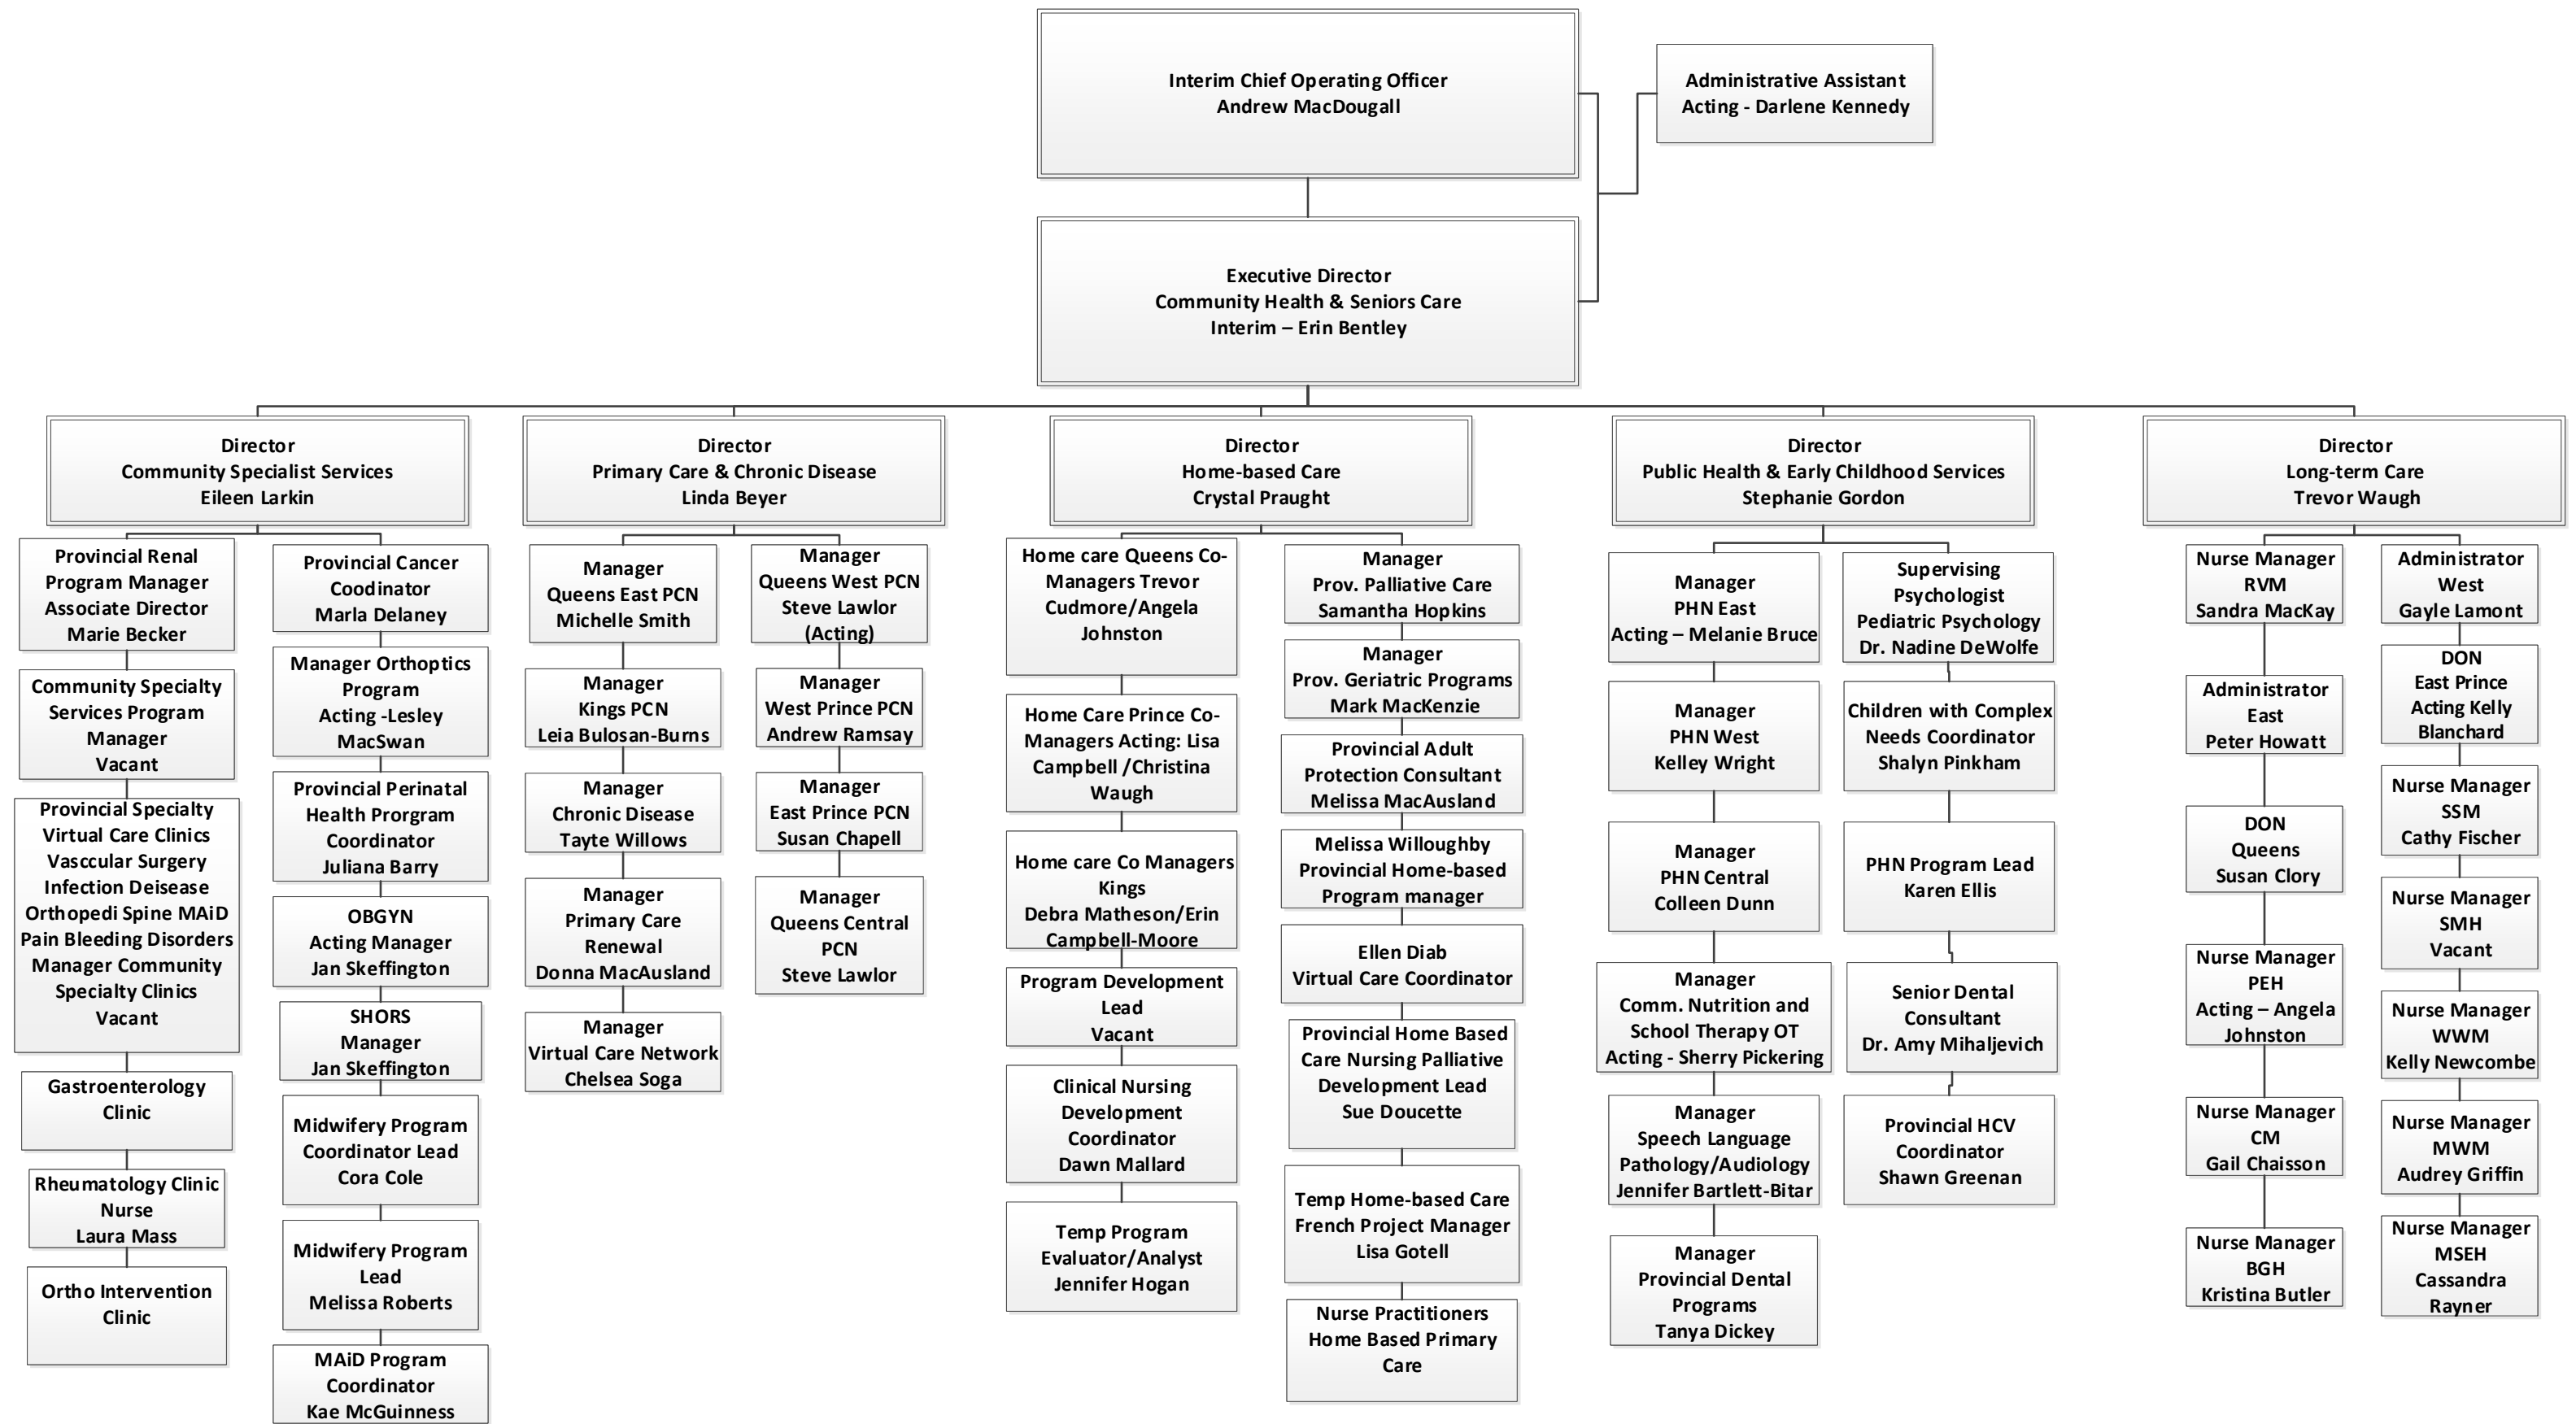 Interim Chief Operating Officer
Andrew MacDougall
Administrative Assistant
Acting - Darlene Kennedy
Executive Director
Community Health & Seniors Care
Interim – Erin Bentley
Director
Community Specialist Services
Eileen Larkin
Provincial Renal
Program Manager
Associate Director
Marie Becker
Community Specialty
Services Program
Manager
Vacant
Provincial Specialty
Virtual Care Clinics
Vasccular Surgery
Infection Deisease
Orthopedi Spine MAiD
Pain Bleeding Disorders
Manager Community
Specialty Clinics
Vacant
Gastroenterology
Clinic
Rheumatology Clinic
Nurse
Laura Mass
Ortho Intervention
Clinic
Provincial Cancer
Coodinator
Marla Delaney
Manager Orthoptics
Program
Acting -Lesley
MacSwan
Provincial Perinatal
Health Prorgram
Coordinator
Juliana Barry
OBGYN
Acting Manager
Jan Skeffington
SHORS
Manager
Jan Skeffington
Midwifery Program
Coordinator Lead
Cora Cole
Midwifery Program
Lead
Melissa Roberts
MAiD Program
Coordinator
Kae McGuinness
Director
Primary Care & Chronic Disease
Linda Beyer
Manager
Queens East PCN
Michelle Smith
Manager
Kings PCN
Leia Bulosan-Burns
Manager
Chronic Disease
Tayte Willows
Manager
Primary Care
Renewal
Donna MacAusland
Manager
Virtual Care Network
Chelsea Soga
Manager
Queens West PCN
Steve Lawlor
(Acting)
Manager
West Prince PCN
Andrew Ramsay
Manager
East Prince PCN
Susan Chapell
Manager
Queens Central
PCN
Steve Lawlor
Director
Home-based Care
Crystal Praught
Home care Queens Co-
Managers Trevor
Cudmore/Angela
Johnston
Home Care Prince Co-
Managers Acting: Lisa
Campbell /Christina
Waugh
Home care Co Managers
Kings
Debra Matheson/Erin
Campbell-Moore
Program Development
Lead
Vacant
Clinical Nursing
Development
Coordinator
Dawn Mallard
Temp Program
Evaluator/Analyst
Jennifer Hogan
Manager
Prov. Palliative Care
Samantha Hopkins
Manager
Prov. Geriatric Programs
Mark MacKenzie
Provincial Adult
Protection Consultant
Melissa MacAusland
Melissa Willoughby
Provincial Home-based
Program manager
Ellen Diab
Virtual Care Coordinator
Provincial Home Based
Care Nursing Palliative
Development Lead
Sue Doucette
Temp Home-based Care
French Project Manager
Lisa Gotell
Nurse Practitioners
Home Based Primary
Care
Director
Public Health & Early Childhood Services
Stephanie Gordon
Manager
PHN East
Acting – Melanie Bruce
Manager
PHN West
Kelley Wright
Manager
PHN Central
Colleen Dunn
Manager
Comm. Nutrition and
School Therapy OT
Acting - Sherry Pickering
Manager
Speech Language
Pathology/Audiology
Jennifer Bartlett-Bitar
Manager
Provincial Dental
Programs
Tanya Dickey
Supervising
Psychologist
Pediatric Psychology
Dr. Nadine DeWolfe
Children with Complex
Needs Coordinator
Shalyn Pinkham
PHN Program Lead
Karen Ellis
Senior Dental
Consultant
Dr. Amy Mihaljevich
Provincial HCV
Coordinator
Shawn Greenan
Director
Long-term Care
Trevor Waugh
Nurse Manager
RVM
Sandra MacKay
Administrator
East
Peter Howatt
DON
Queens
Susan Clory
Nurse Manager
PEH
Acting – Angela
Johnston
Nurse Manager
CM
Gail Chaisson
Nurse Manager
BGH
Kristina Butler
Administrator
West
Gayle Lamont
DON
East Prince
Acting Kelly
Blanchard
Nurse Manager
SSM
Cathy Fischer
Nurse Manager
SMH
Vacant
Nurse Manager
WWM
Kelly Newcombe
Nurse Manager
MWM
Audrey Griffin
Nurse Manager
MSEH
Cassandra
Rayner